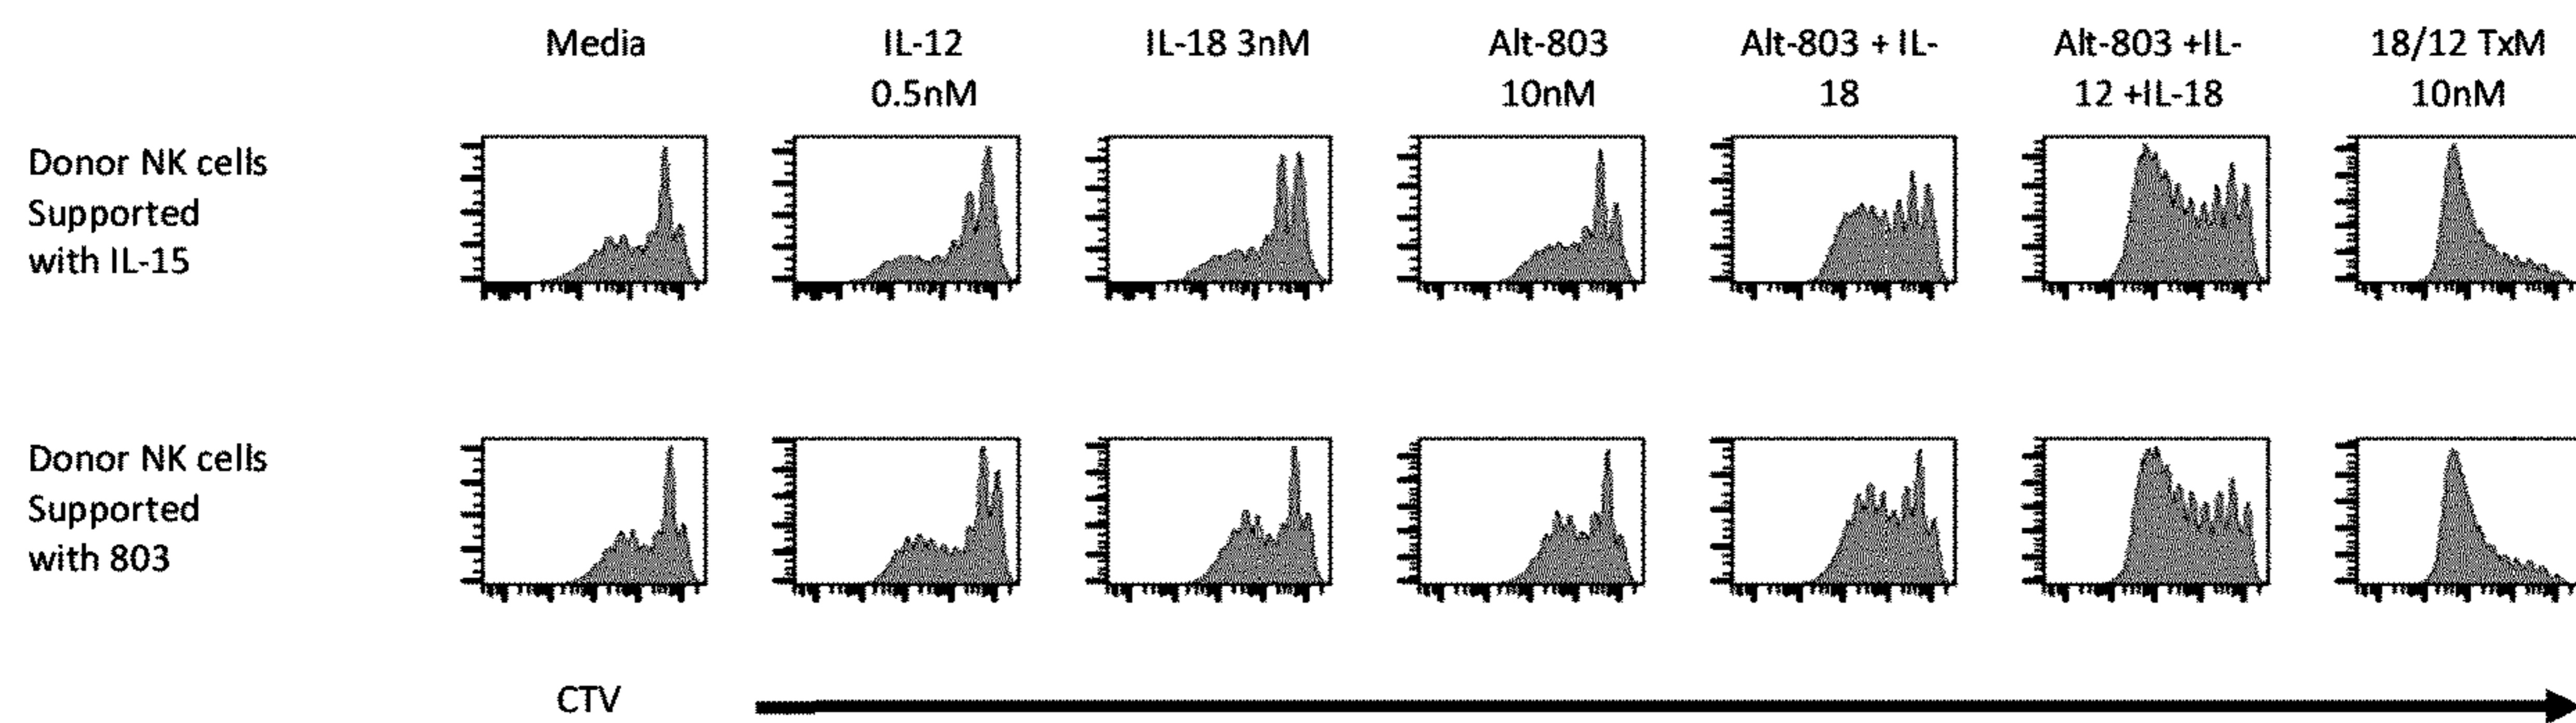 Media
IL-12
0.5nM
IL-18 3nM
Alt-803
10nM
Alt-803 + IL-
18
Alt-803 +IL-
12 +IL-18
18/12 TxM
10nM
Donor NK cells
Supported
with IL-15
Donor NK cells
Supported
with 803
CTV